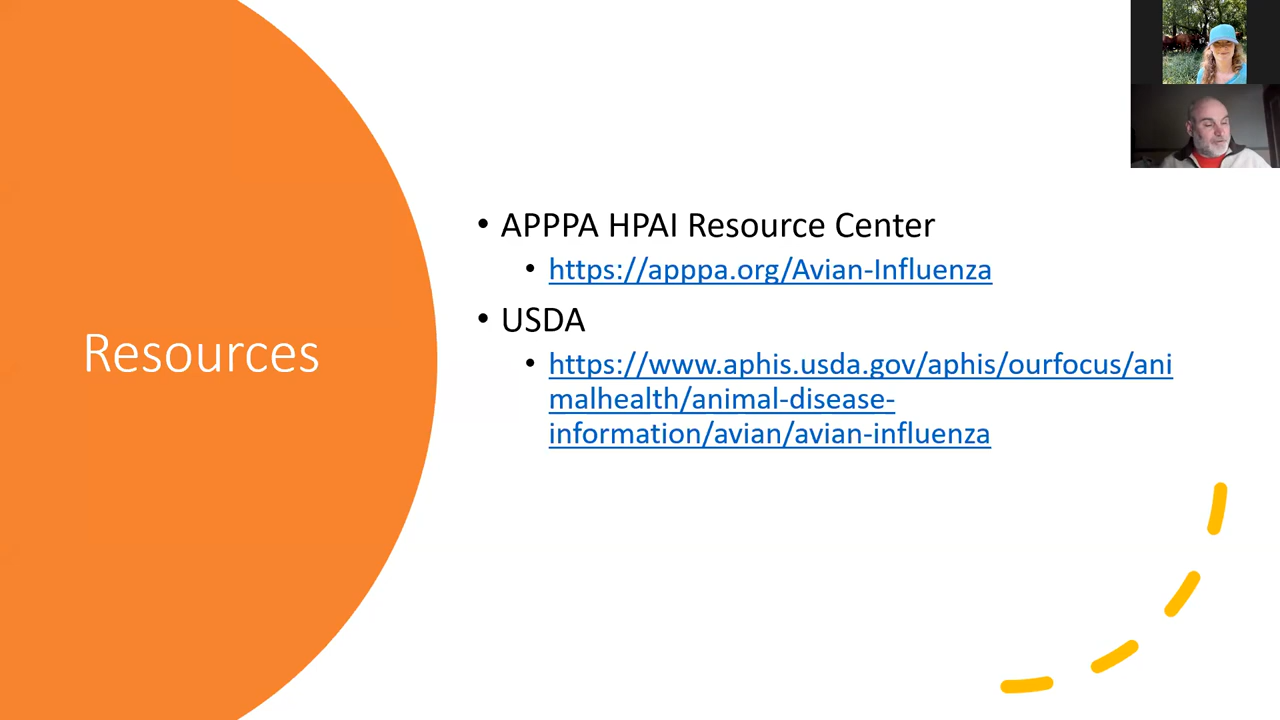 Resources
• APPPA HPAI Resource Center
• https://apppa.org/Avian-Influenza
• USDA
• https://www.aphis.usda.gov/aphis/ourfocus/ani
malhealth/animal-disease-
information/avian/avian-influenza